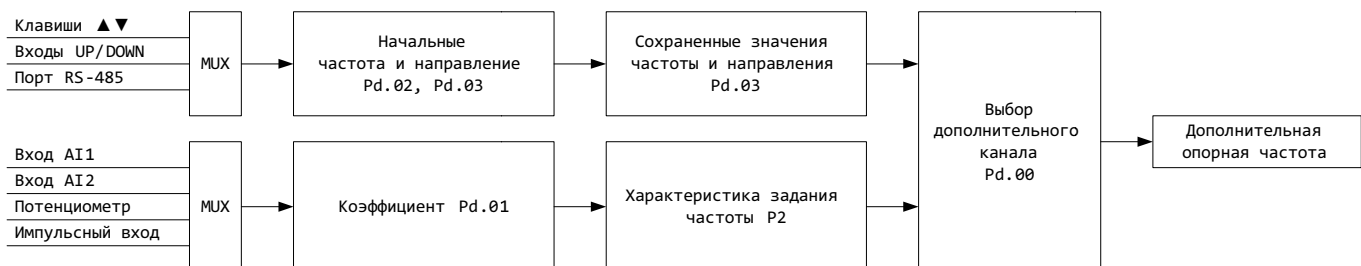 Клавиши ▲▼
Входы UP/DOWN
Порт RS-485
MUX
Начальные
частота и направление
Pd.02, Pd.03
Сохраненные значения
частоты и направления
Pd.03
Вход AI1
Вход AI2
Потенциометр
Импульсный вход
MUX
Коэффициент Pd.01
Характеристика задания
частоты P2
Выбор
дополнительного
канала
Pd.00
Дополнительная
опорная частота